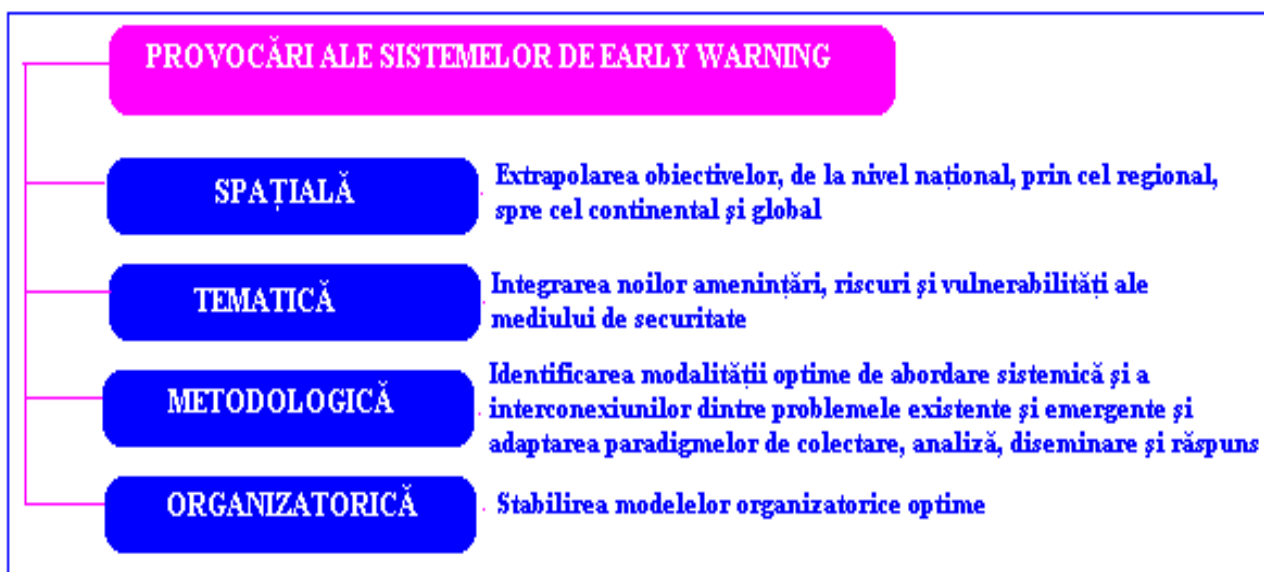 PROVOCĂRI ALE SISTEMELOR DE EARLY WARNING
SPAȚIALĂ
Extrapolarea obiectivelor, de la nivel național, prin cel regional,
spre cel continental și global
TEMATICĂ
Integrarea noilor amenințări, riscuri și vulnerabilități ale
mediului de securitate
METODOLOGICĂ
Identificarea modalității optime de abordare sistemică și a
interconexiunilor dintre problemele existente și emergente și
adaptarea paradigmelor de colectare, analiză, diseminare și răspuns
ORGANIZATORICĂ
Stabilirea modelelor organizatorice optime